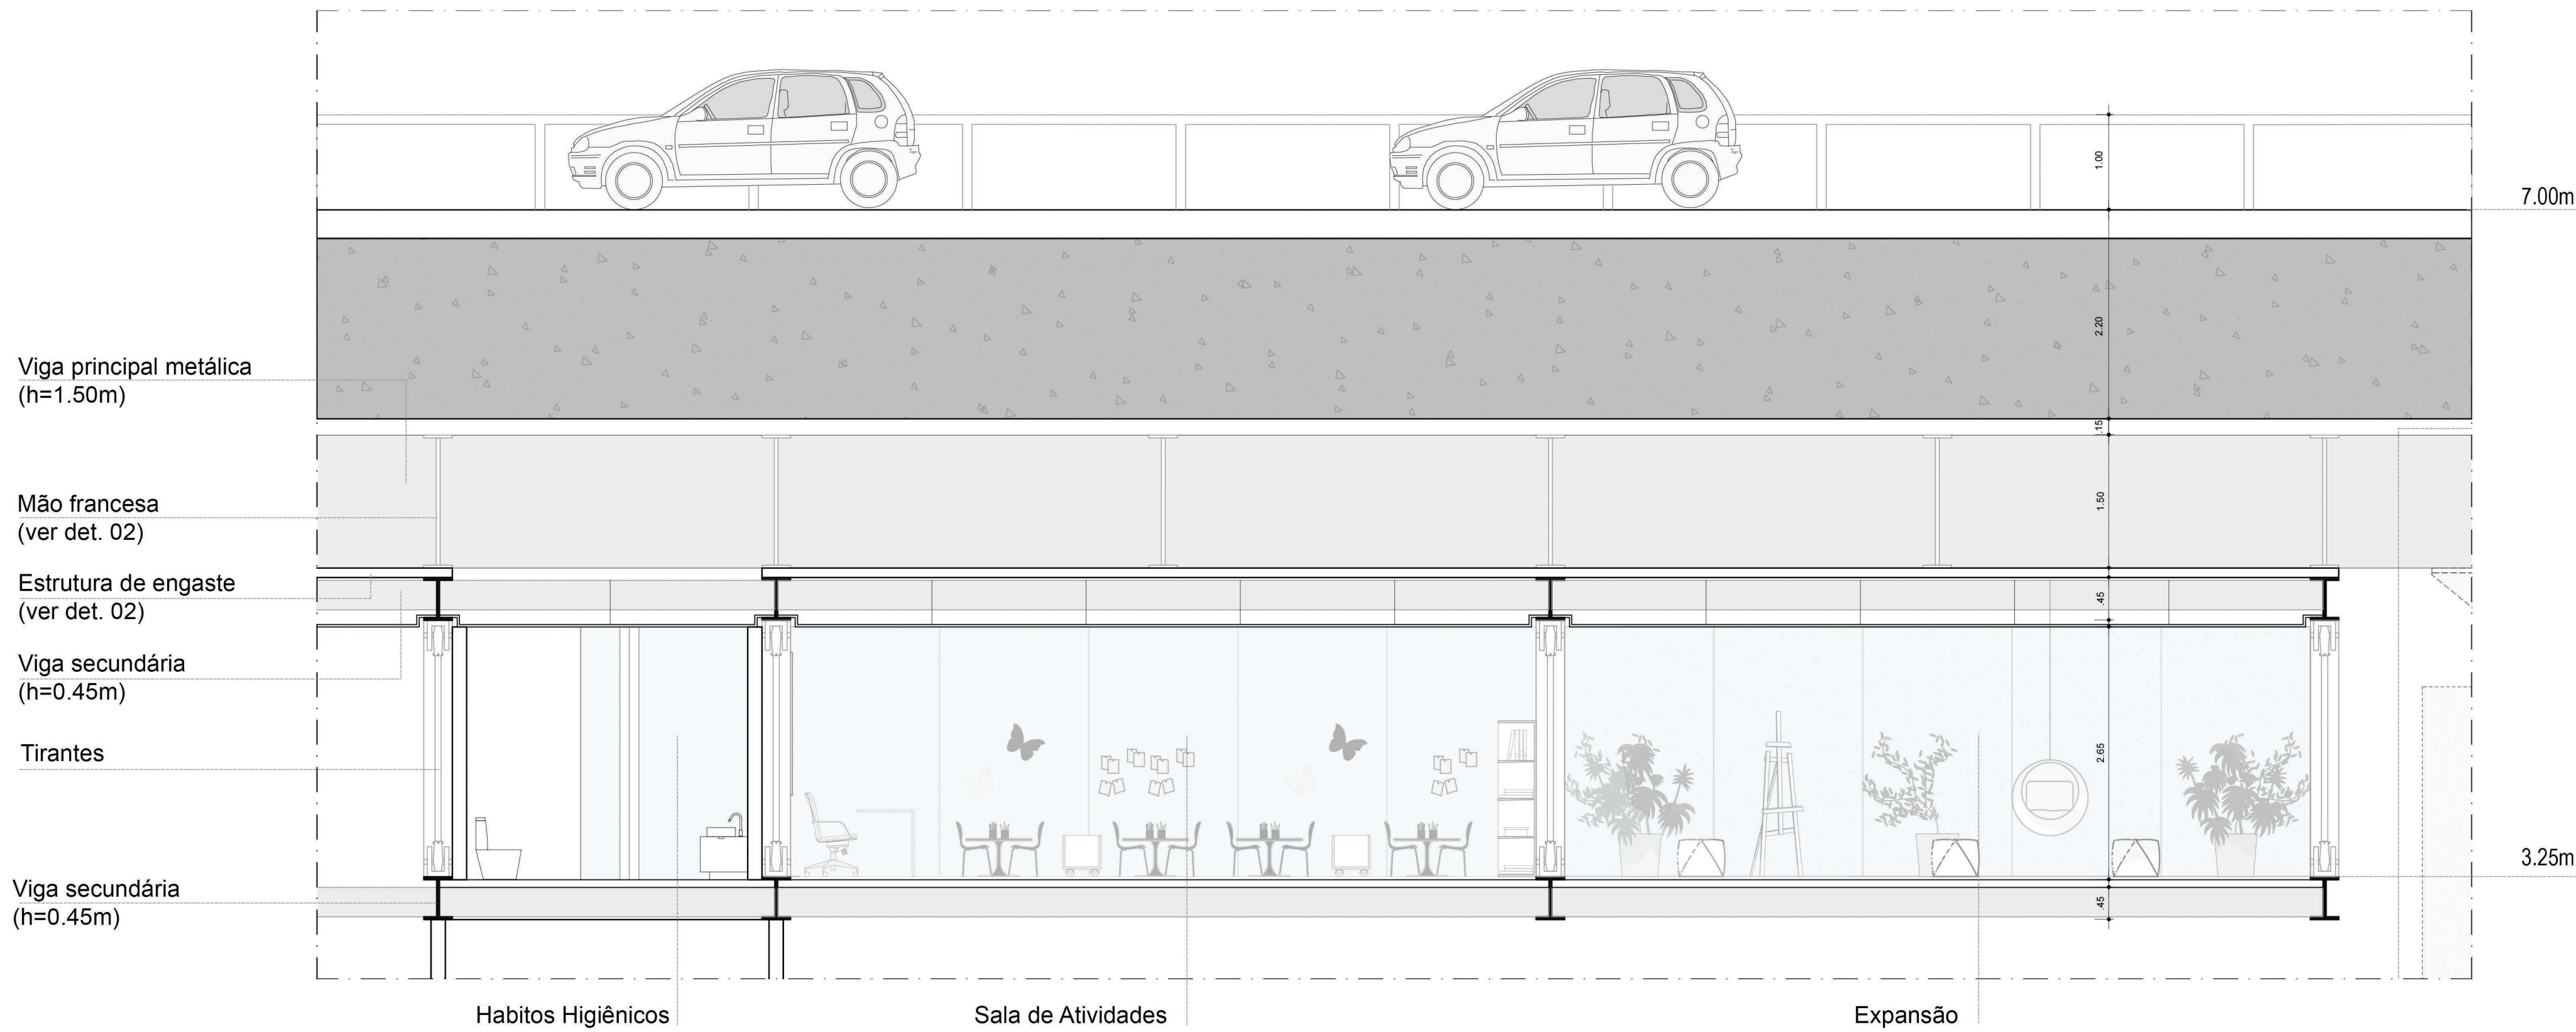 1.00
7.00m
2.20
Viga principal metálica
(h=1.50m)
.15
1.50
Mão francesa
(ver det. 02)
Estrutura de engaste
(ver det. 02)
.45
Viga secundária
(h=0.45m)
Tirantes
2.65
3.25m
Viga secundária
(h=0.45m)
.45
Habitos Higiênicos
Sala de Atividades
Expansão